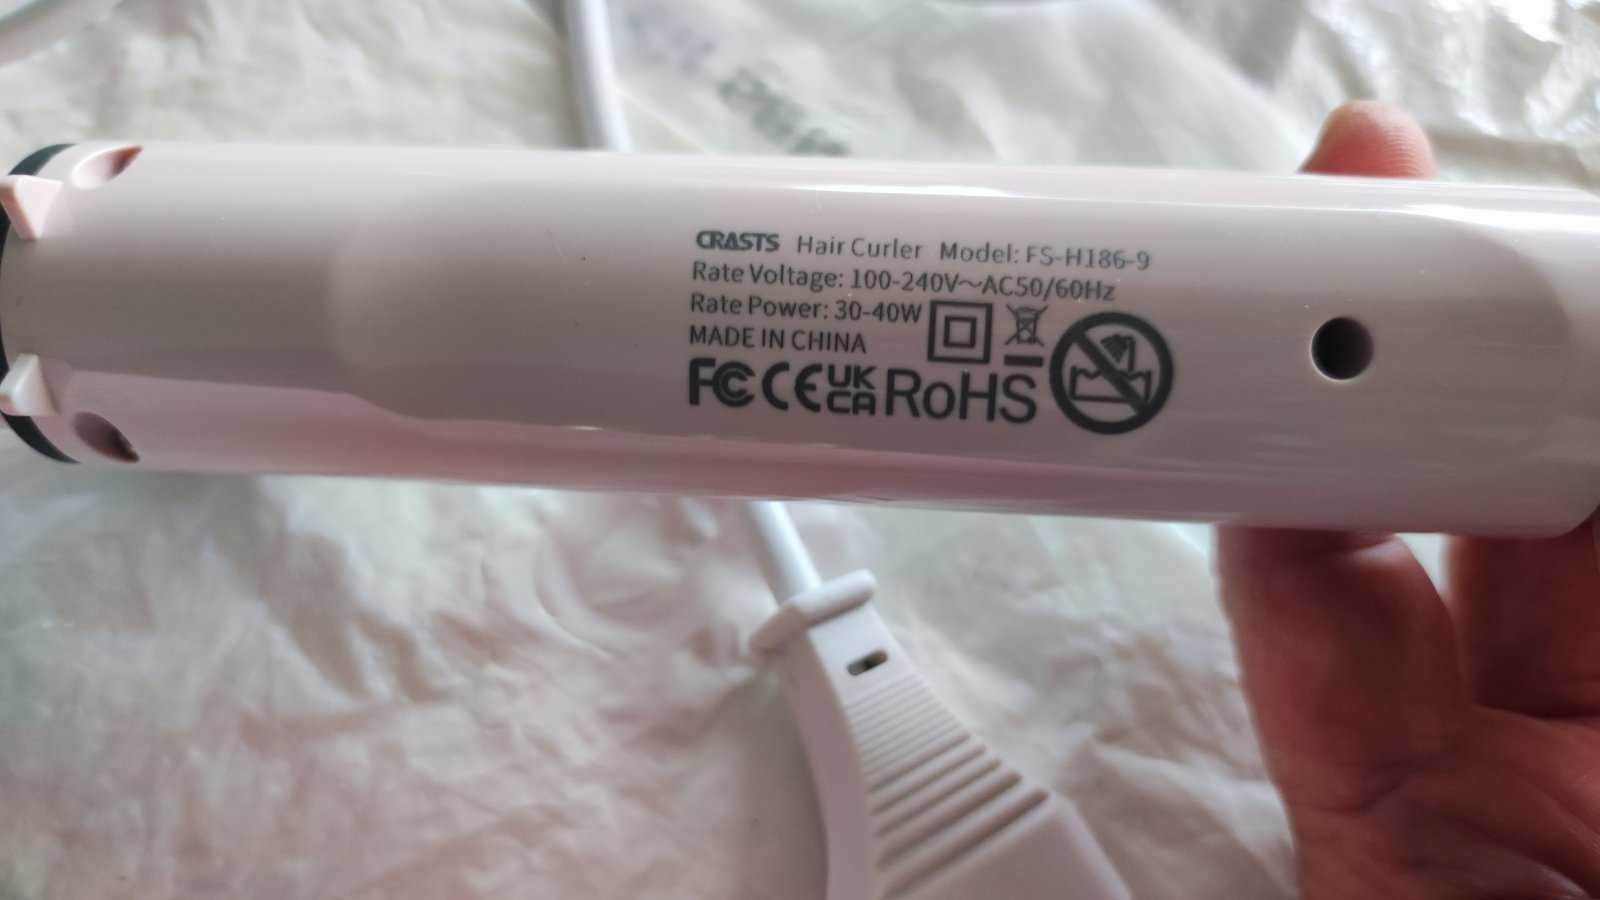 CRASTS Hair Curler Model: FS-H186-9
Rate Voltage: 100-240V～AC50/60Hz
Rate Power: 30-40W
MADE IN CHINA
FC CE UK CA RoHS